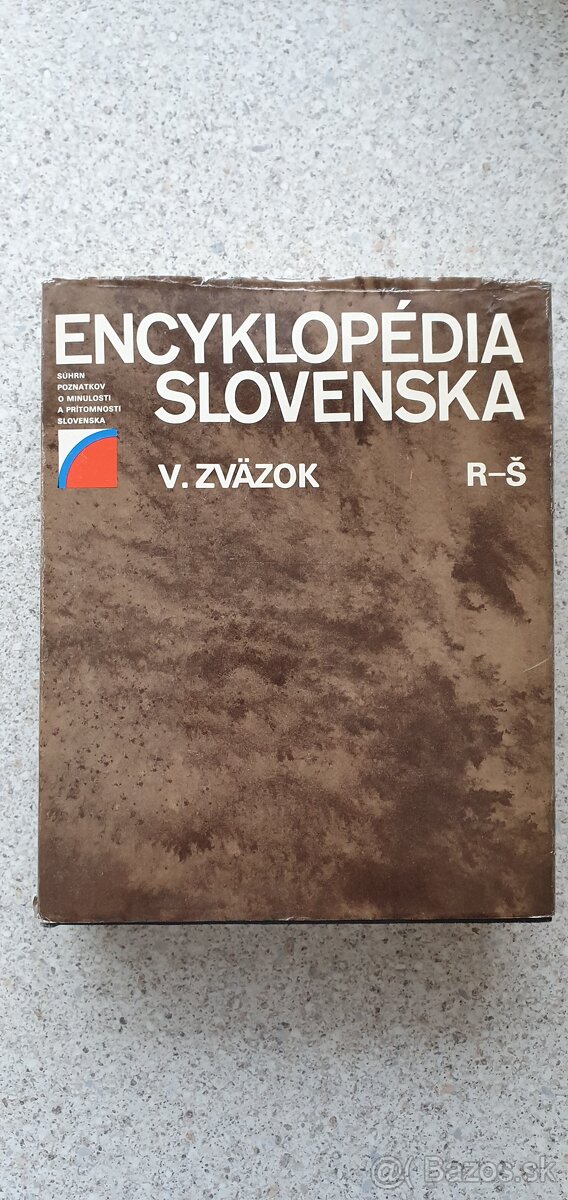 ENCYKLOPÉDIA
SLOVENSKA
SÚHRN
POZNATKOV
O MINULOSTI
A PRÍTOMNOSTI
SLOVENSKA
V. ZVÄZOK R–Š
@( Bazos.sk